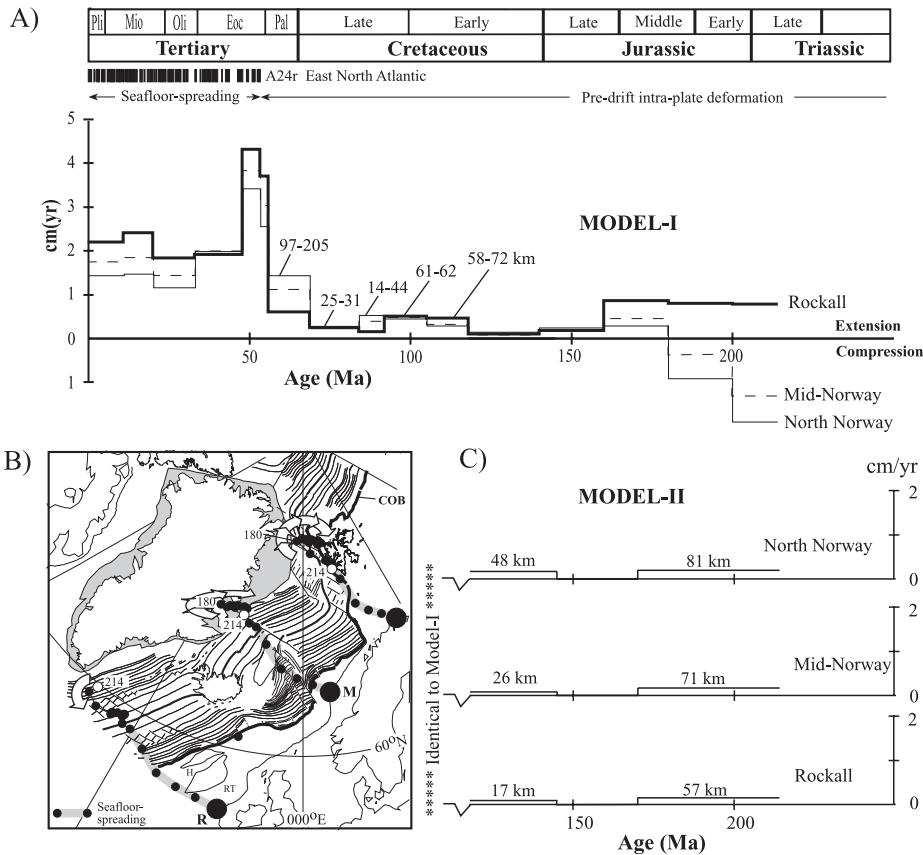 A)
Pli Mio Oli Eoc Pal Late Early Late Middle Early Late
Tertiary Cretaceous Jurassic Triassic
A24r East North Atlantic
Seafloor-spreading Pre-drift intra-plate deformation
5
4
3
2
1
0
1
cm(yr)
MODEL-I
97-205
25-31
14-44
61-62
58-72 km
Rockall
Extension
Compression
50 100 150 200
Age (Ma)
Mid-Norway
North Norway
B)
COB
180
214
180
214
M
214
60°N
H
RT
R
000°E
Seafloor-
spreading
C)
cm/yr
MODEL-II
2
North Norway
48 km 81 km
0
2
Mid-Norway
26 km 71 km
0
2
Rockall
17 km 57 km
0
150 200
Age (Ma)
***** Identical to Model-I *****